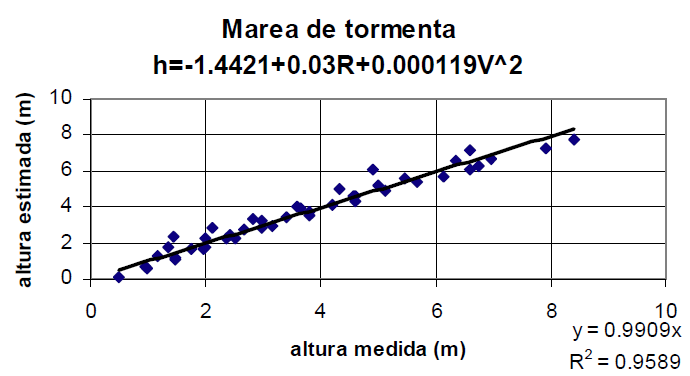 Marea de tormenta
h=-1.4421+0.03R+0.000119V^2
altura estimada (m)
10
8
6
4
2
0
0 2 4 6 8 10
altura medida (m)
y = 0.9909x
R² = 0.9589